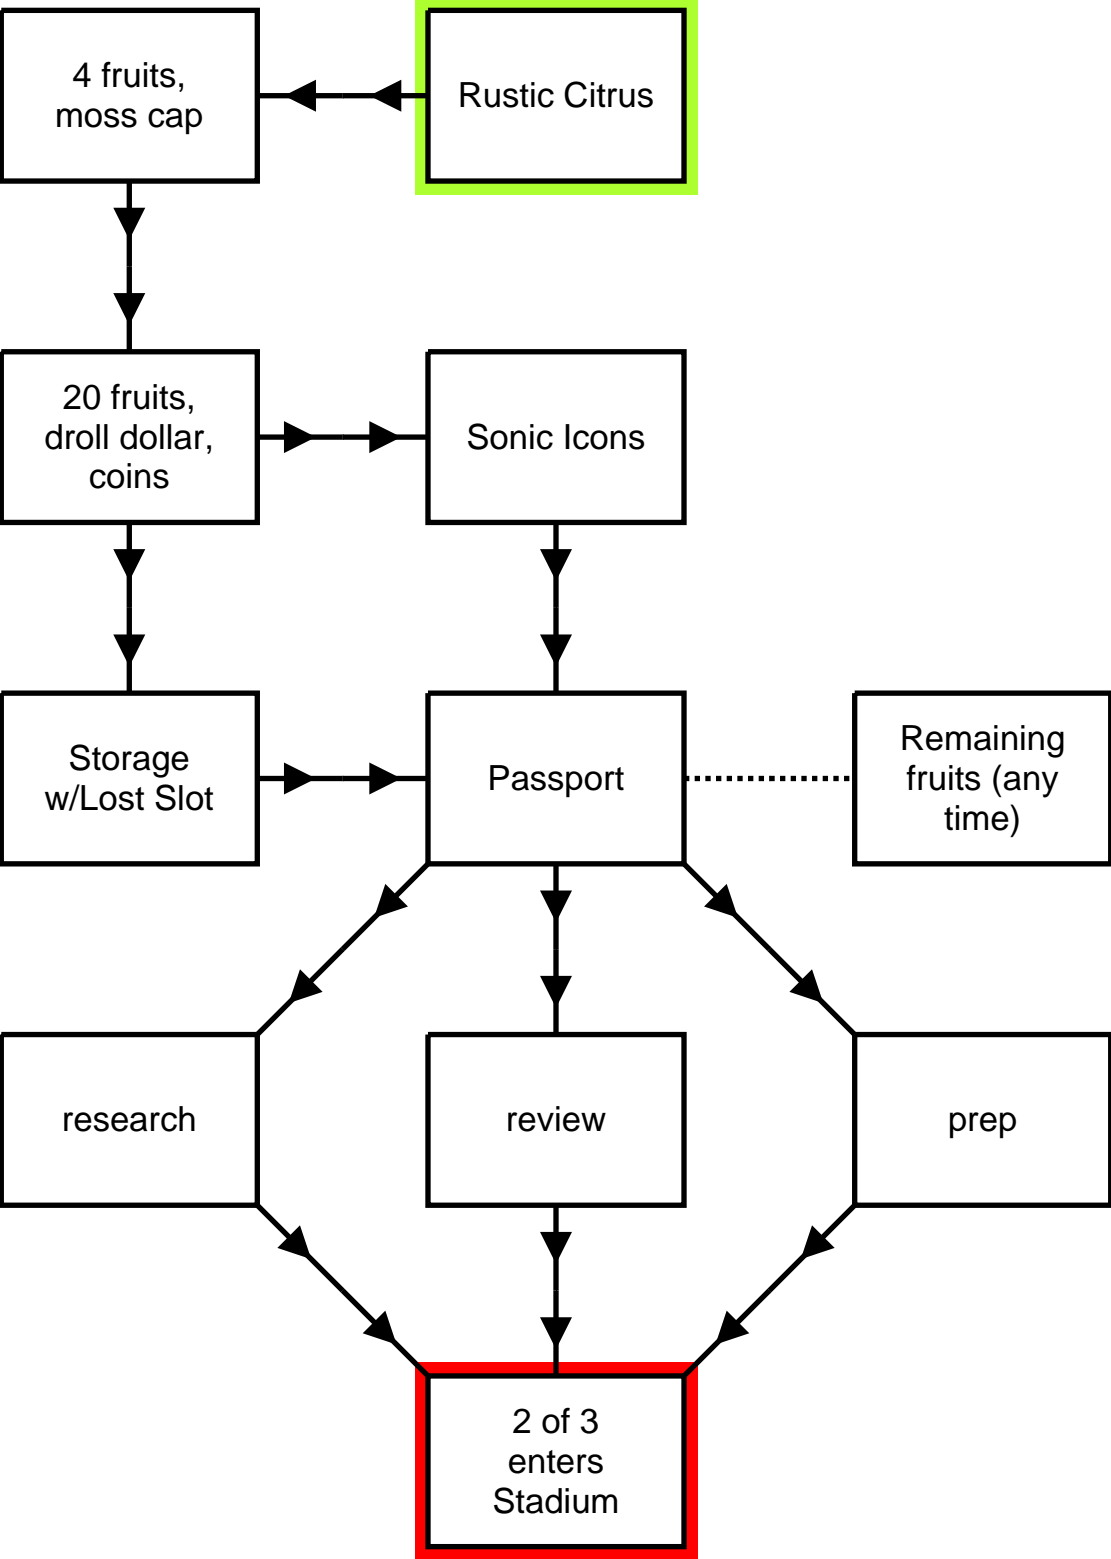 4 fruits,
moss cap
Rustic Citrus
20 fruits,
droll dollar,
coins
Sonic Icons
Storage
w/Lost Slot
Passport
Remaining
fruits (any
time)
research
review
prep
2 of 3
enters
Stadium